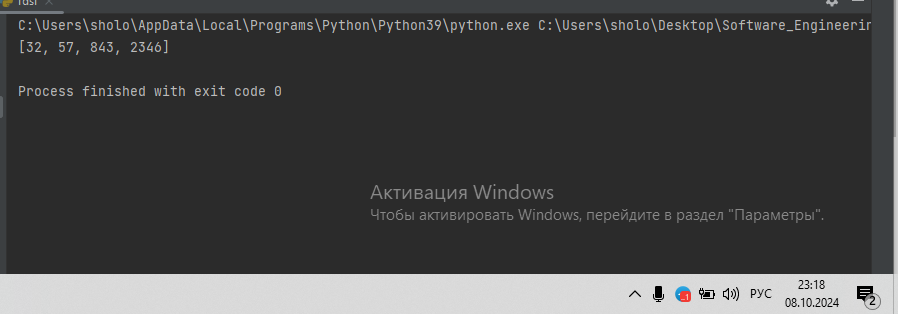 C:\Users\sholo\AppData\Local\Programs\Python\Python39\python.exe C:\Users\sholo\Desktop\Software_Engineerin
[32, 57, 843, 2346]
Process finished with exit code 0
Активация Windows
Чтобы активировать Windows, перейдите в раздел "Параметры".
РУС
23:18
08.10.2024
2